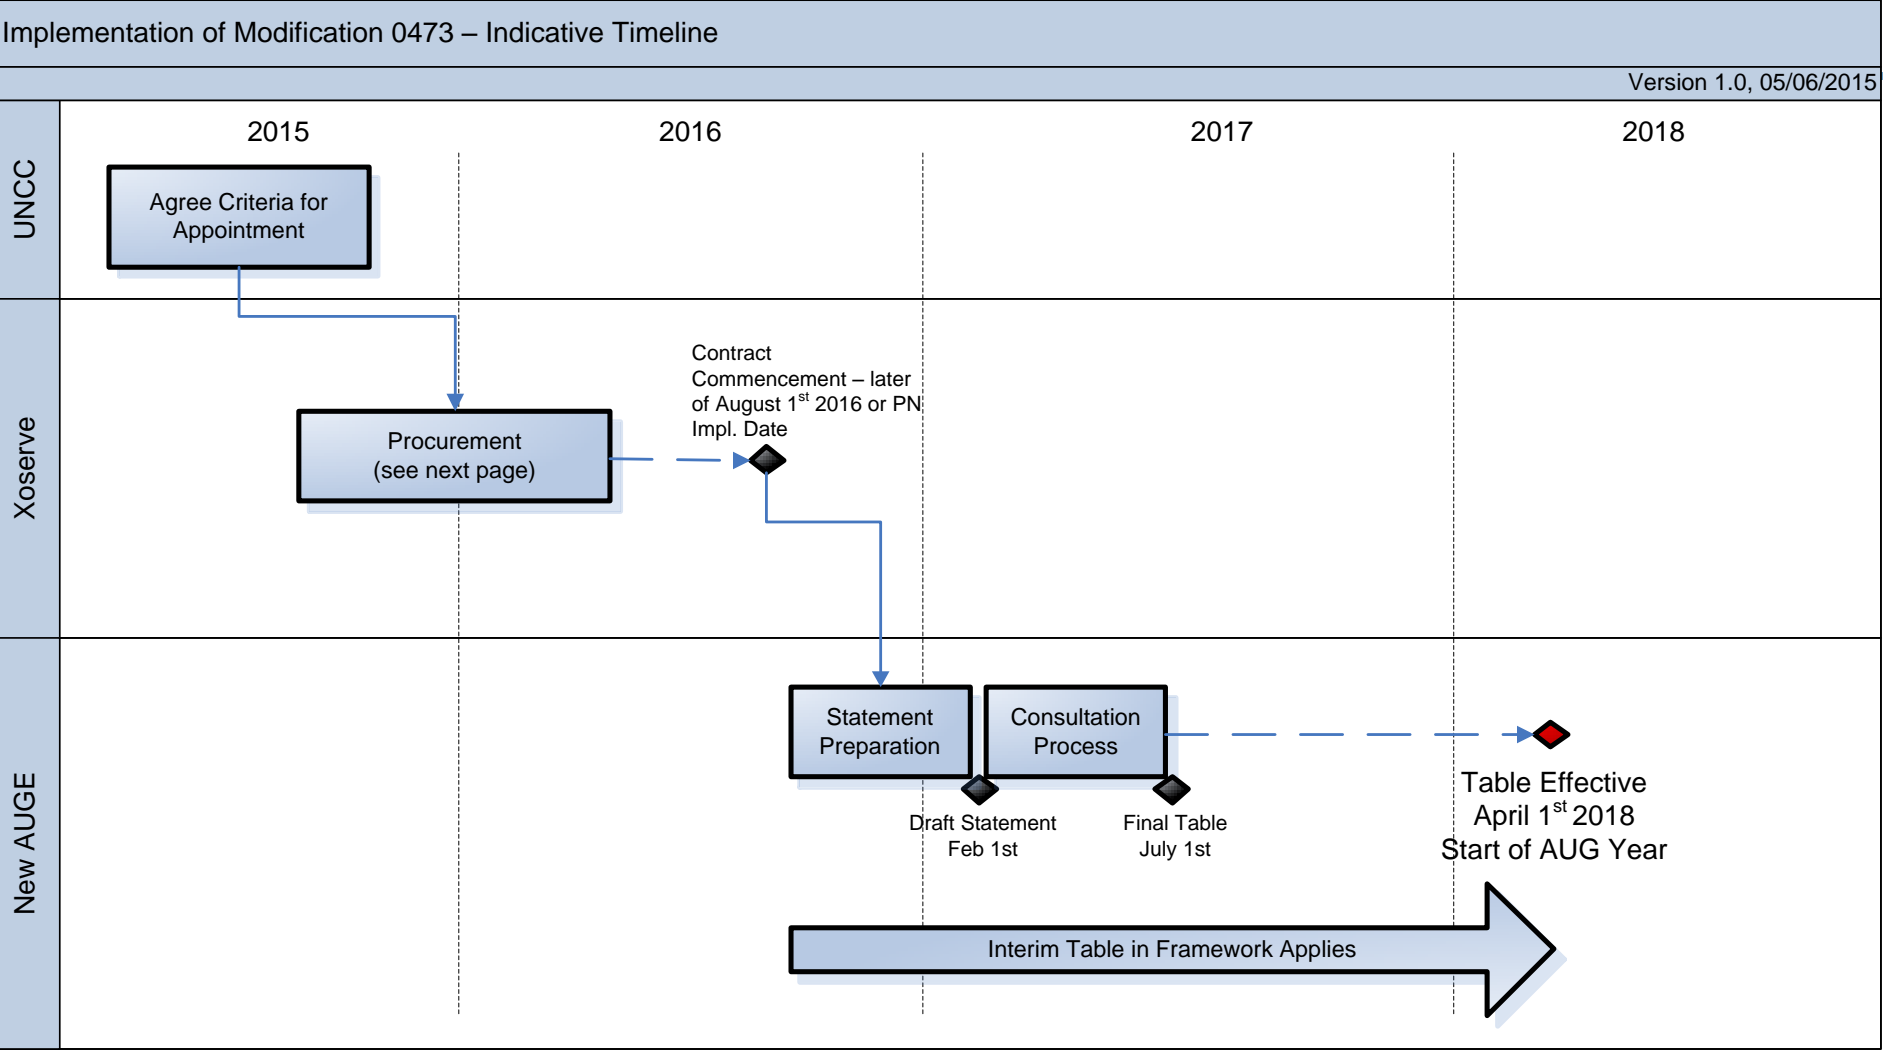 Implementation of Modification 0473 – Indicative Timeline
Version 1.0, 05/06/2015
2015
2016
2017
2018
UNCC
Agree Criteria for
Appointment
Xoserve
Contract
Commencement – later
of August 1st 2016 or PN
Impl. Date
Procurement
(see next page)
New AUGE
Statement
Preparation
Consultation
Process
Draft Statement
Feb 1st
Final Table
July 1st
Table Effective
April 1st 2018
Start of AUG Year
Interim Table in Framework Applies